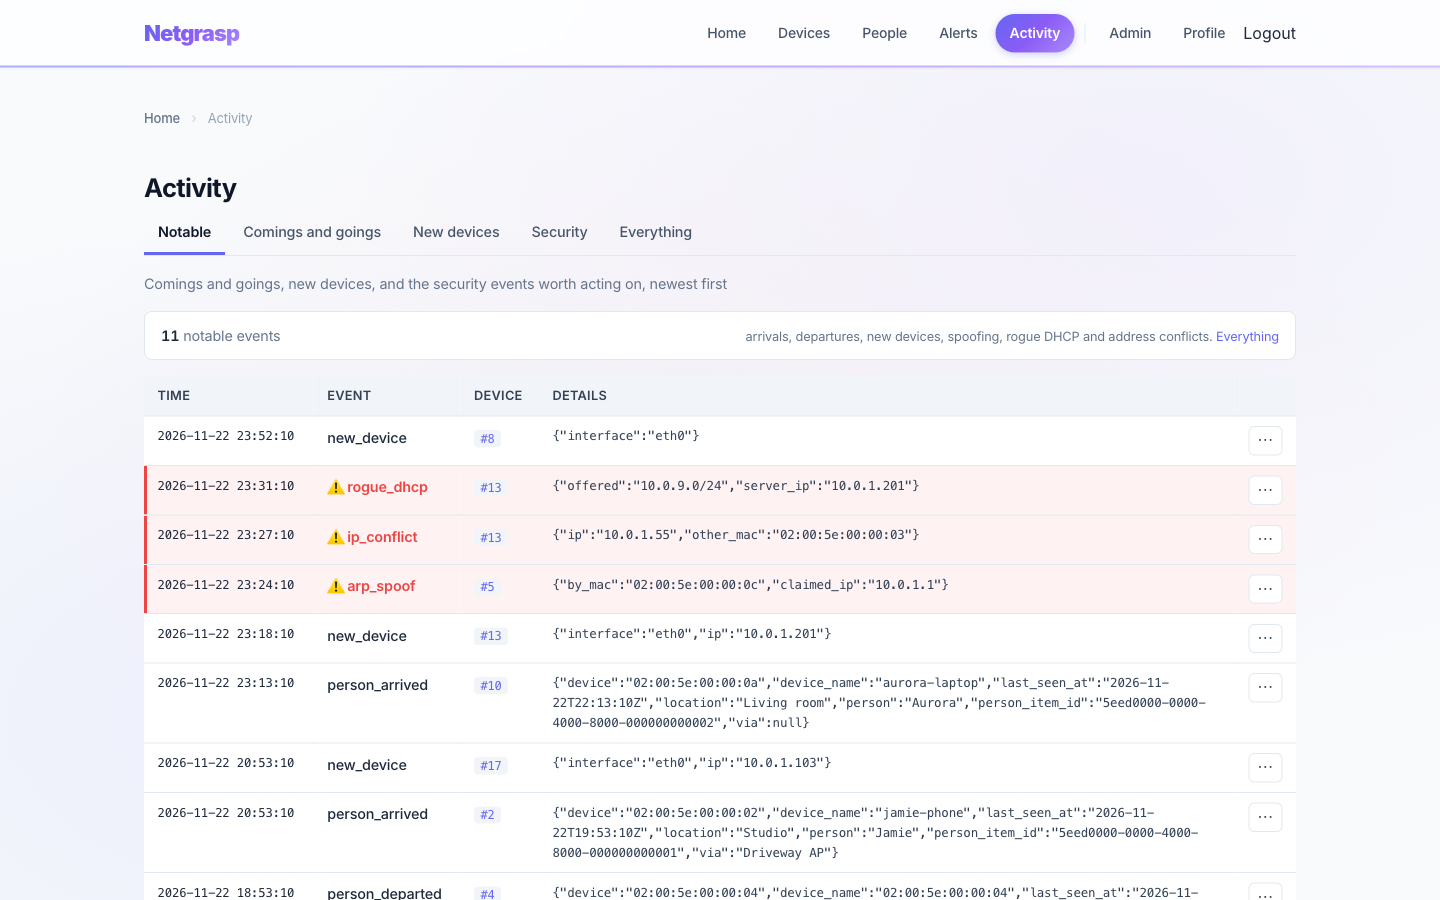 Netgrasp
Home Devices People Alerts Activity Admin Profile Logout
Home › Activity
Activity
Notable Comings and goings New devices Security Everything
Comings and goings, new devices, and the security events worth acting on, newest first
11 notable events arrivals, departures, new devices, spoofing, rogue DHCP and address conflicts. Everything
TIME EVENT DEVICE DETAILS
2026-11-22 23:52:10 new_device #8 {"interface":"eth0"} ...
2026-11-22 23:31:10 ⚠ rogue_dhcp #13 {"offered":"10.0.9.0/24","server_ip":"10.0.1.201"} ...
2026-11-22 23:27:10 ⚠ ip_conflict #13 {"ip":"10.0.1.55","other_mac":"02:00:5e:00:00:03"} ...
2026-11-22 23:24:10 ⚠ arp_spoof #5 {"by_mac":"02:00:5e:00:00:0c","claimed_ip":"10.0.1.1"} ...
2026-11-22 23:18:10 new_device #13 {"interface":"eth0","ip":"10.0.1.201"} ...
2026-11-22 23:13:10 person_arrived #10 {"device":"02:00:5e:00:00:0a","device_name":"aurora-laptop","last_seen_at":"2026-11- ...
22T22:13:10Z","location":"Living room","person":"Aurora","person_item_id":"5eed0000-0000-
4000-8000-000000000002","via":null}
2026-11-22 20:53:10 new_device #17 {"interface":"eth0","ip":"10.0.1.103"} ...
2026-11-22 20:53:10 person_arrived #2 {"device":"02:00:5e:00:00:02","device_name":"jamie-phone","last_seen_at":"2026-11- ...
22T19:53:10Z","location":"Studio","person":"Jamie","person_item_id":"5eed0000-0000-4000-
8000-000000000001","via":"Driveway AP"}
2026-11-22 18:53:10 person_departed #4 {"device":"02:00:5e:00:00:04","device_name":"02:00:5e:00:00:04","last_seen_at":"2026-11- ...